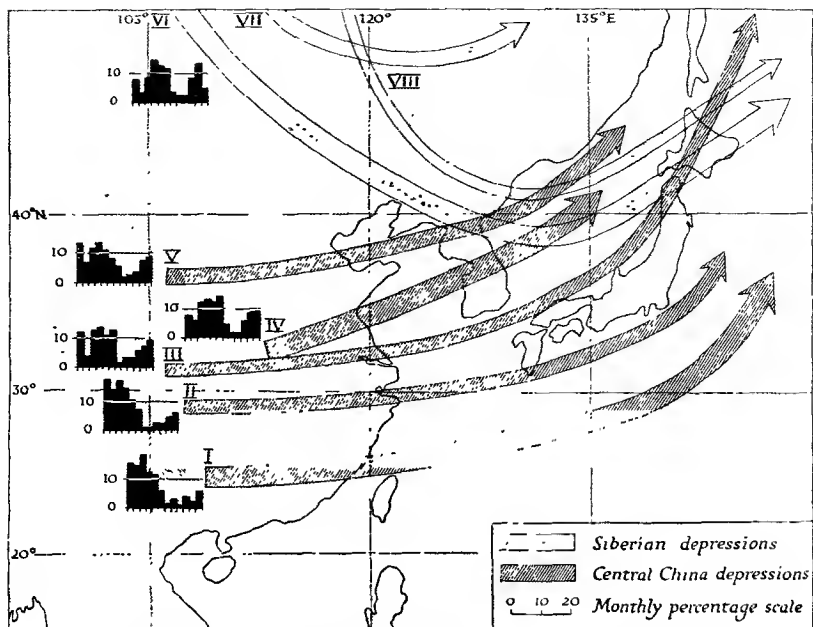 105° VI VII 120° 135°E
VIII
10
0
40°N
V
10
0
IV
10
0
III
10
0
30°
II
10
0
I
10
0
20°
Siberian depressions
Central China depressions
0 10 20 Monthly percentage scale